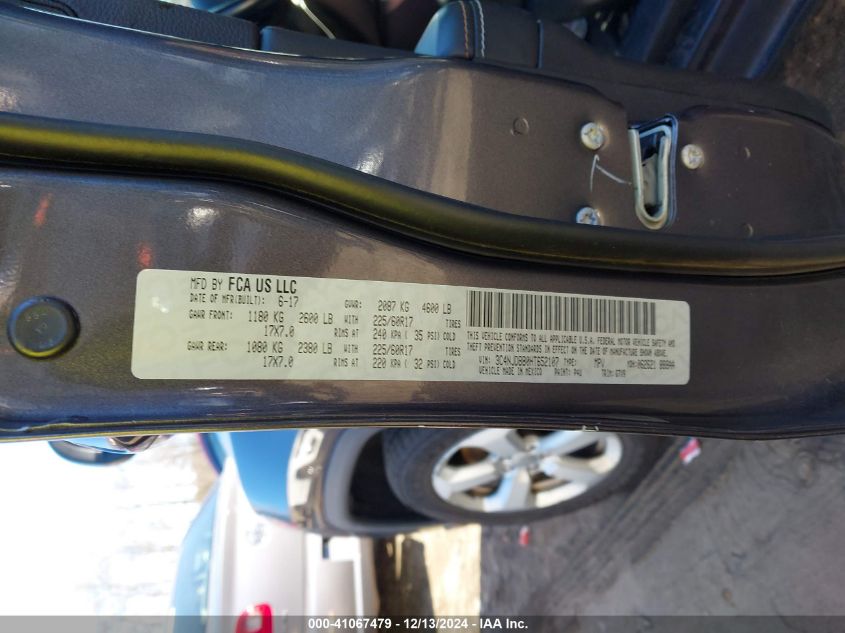 MFD BY FCA US LLC
DATE OF MFR(BUILT): 6-17 GVWR: 2087 KG 4600 LB
GAWR FRONT: 1180 KG 2600 LB WITH 225/60R17 TIRES
17X7.0 RIMS AT 240 KPA ( 35 PSI) COLD
GAWR REAR: 1080 KG 2380 LB WITH 225/60R17 TIRES
17X7.0 RIMS AT 220 KPA ( 32 PSI) COLD
THIS VEHICLE CONFORMS TO ALL APPLICABLE U.S.A. FEDERAL MOTOR VEHICLE SAFETY AND
THEFT PREVENTION STANDARDS IN EFFECT ON THE DATE OF MANUFACTURE SHOWN ABOVE.
VIN: 3C4NJDBB0HT652107 TYPE: MPV
VEHICLE MADE IN MEXICO PAINT: PAU
000-41067479 - 12/13/2024 - IAA Inc.